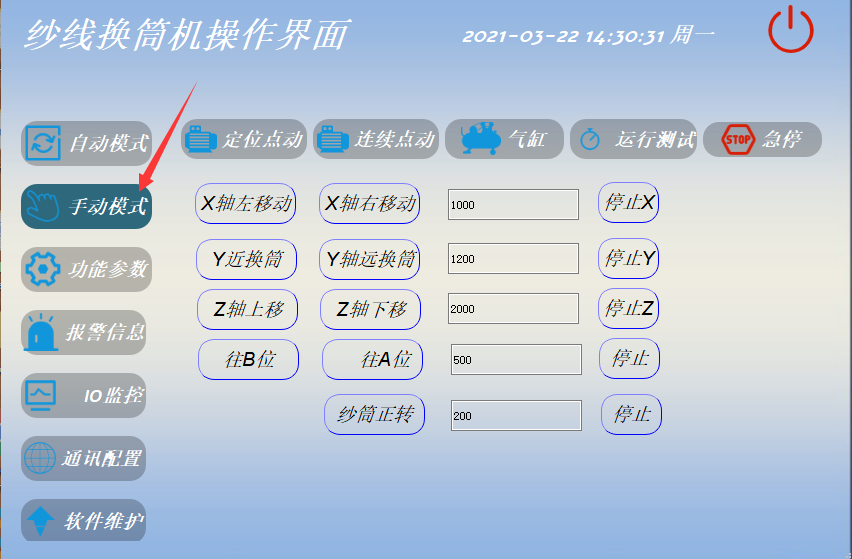 纱线换筒机操作界面
2021-03-22 14:30:31 周一
自动模式
定位点动
连续点动
气缸
运行测试
STOP 急停
手动模式
X轴左移动
X轴右移动
1000
停止X
功能参数
Y近换筒
Y轴远换筒
1200
停止Y
报警信息
Z轴上移
Z轴下移
2000
停止Z
往B位
往A位
500
停止
IO监控
纱筒正转
200
停止
通讯配置
软件维护